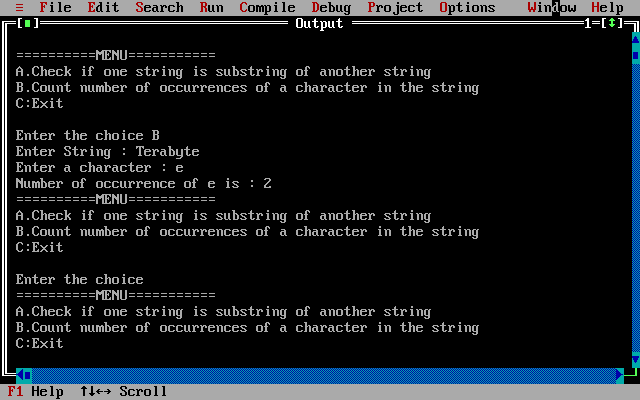 ≡ File Edit Search Run Compile Debug Project Options Window Help
[■] Output 1=[↕]
==========MENU===========
A.Check if one string is substring of another string
B.Count number of occurrences of a character in the string
C:Exit
Enter the choice B
Enter String : Terabyte
Enter a character : e
Number of occurrence of e is : 2
==========MENU===========
A.Check if one string is substring of another string
B.Count number of occurrences of a character in the string
C:Exit
Enter the choice
==========MENU===========
A.Check if one string is substring of another string
B.Count number of occurrences of a character in the string
C:Exit
F1 Help ↑↓←→ Scroll